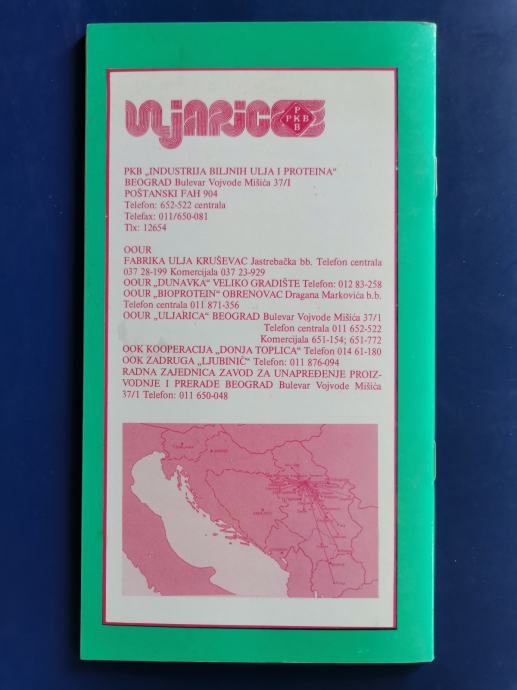 uljarica
P
PKB
B
PKB „INDUSTRIJA BILJNIH ULJA I PROTEINA“
BEOGRAD Bulevar Vojvode Mišića 37/I
POŠTANSKI FAH 904
Telefon: 652-522 centrala
Telefax: 011/650-081
Tlx: 12654
OOUR
FABRIKA ULJA KRUŠEVAC Jastrebačka bb. Telefon centrala
037 28-199 Komercijala 037 23-929
OOUR „DUNAVKA“ VELIKO GRADIŠTE Telefon: 012 83-258
OOUR „BIOPROTEIN“ OBRENOVAC Dragana Markovića b.b.
Telefon centrala 011 871-356
OOUR „ULJARICA“ BEOGRAD Bulevar Vojvode Mišića 37/1
Telefon centrala 011 652-522
Komercijala 651-154; 651-772
OOK KOOPERACIJA „DONJA TOPLICA“ Telefon 014 61-180
OOK ZADRUGA „LJUBINIĆ“ Telefon: 011 876-094
RADNA ZAJEDNICA ZAVOD ZA UNAPREĐENJE PROIZ-
VODNJE I PRERADE BEOGRAD Bulevar Vojvode Mišića
37/1 Telefon: 011 650-048